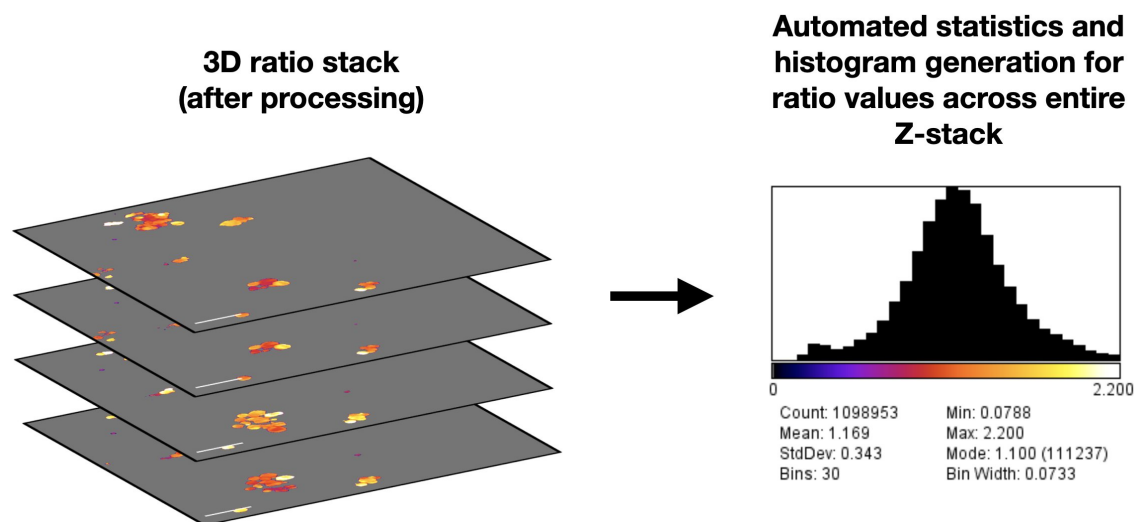 3D ratio stack
(after processing)
Automated statistics and
histogram generation for
ratio values across entire
Z-stack
0
2.200
Count: 1098953
Min: 0.0788
Mean: 1.169
Max: 2.200
StdDev: 0.343
Mode: 1.100 (111237)
Bins: 30
Bin Width: 0.0733